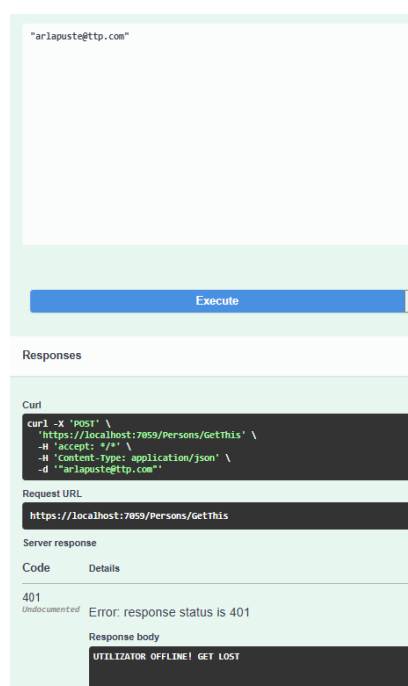 "arlapuste@ttp.com"
Execute
Responses
Curl
curl -X 'POST' \
'https://localhost:7059/Persons/GetThis' \
-H 'accept: */*' \
-H 'Content-Type: application/json' \
-d '"arlapuste@ttp.com"'
Request URL
https://localhost:7059/Persons/GetThis
Server response
Code Details
401
Undocumented Error: response status is 401
Response body
UTILIZATOR OFFLINE! GET LOST